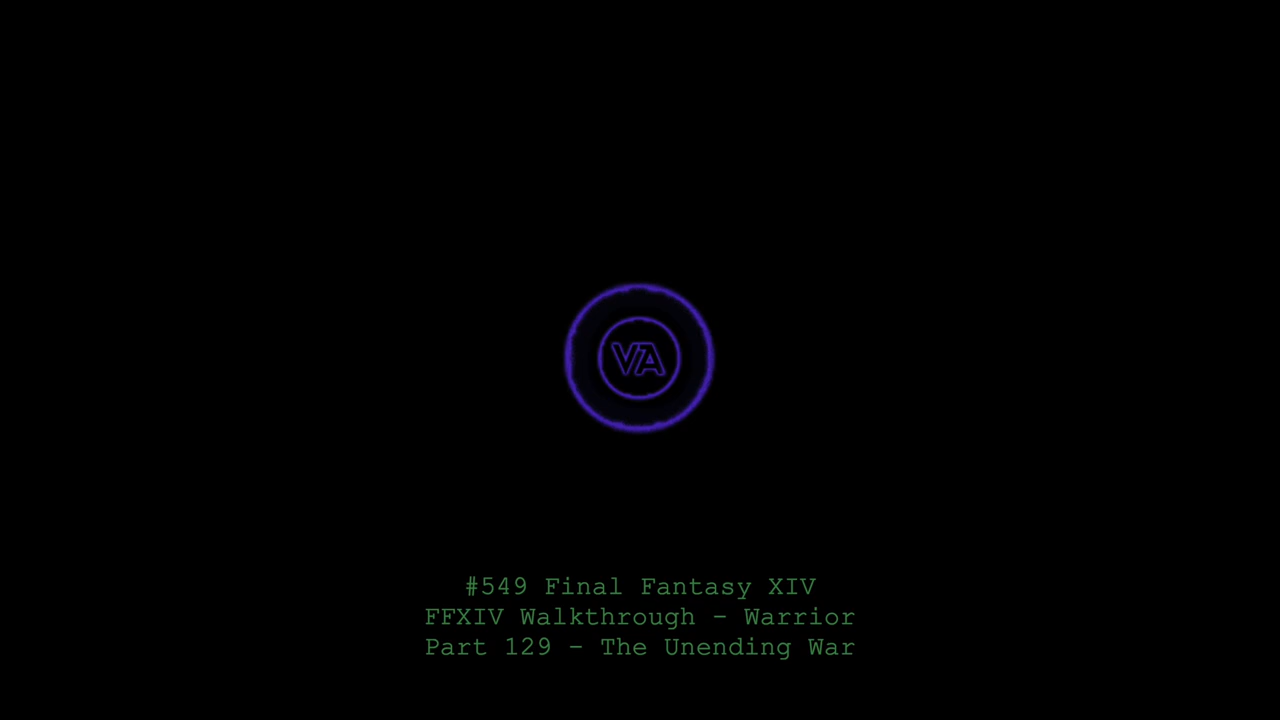 VA
#549 Final Fantasy XIV
FFXIV Walkthrough - Warrior
Part 129 - The Unending War